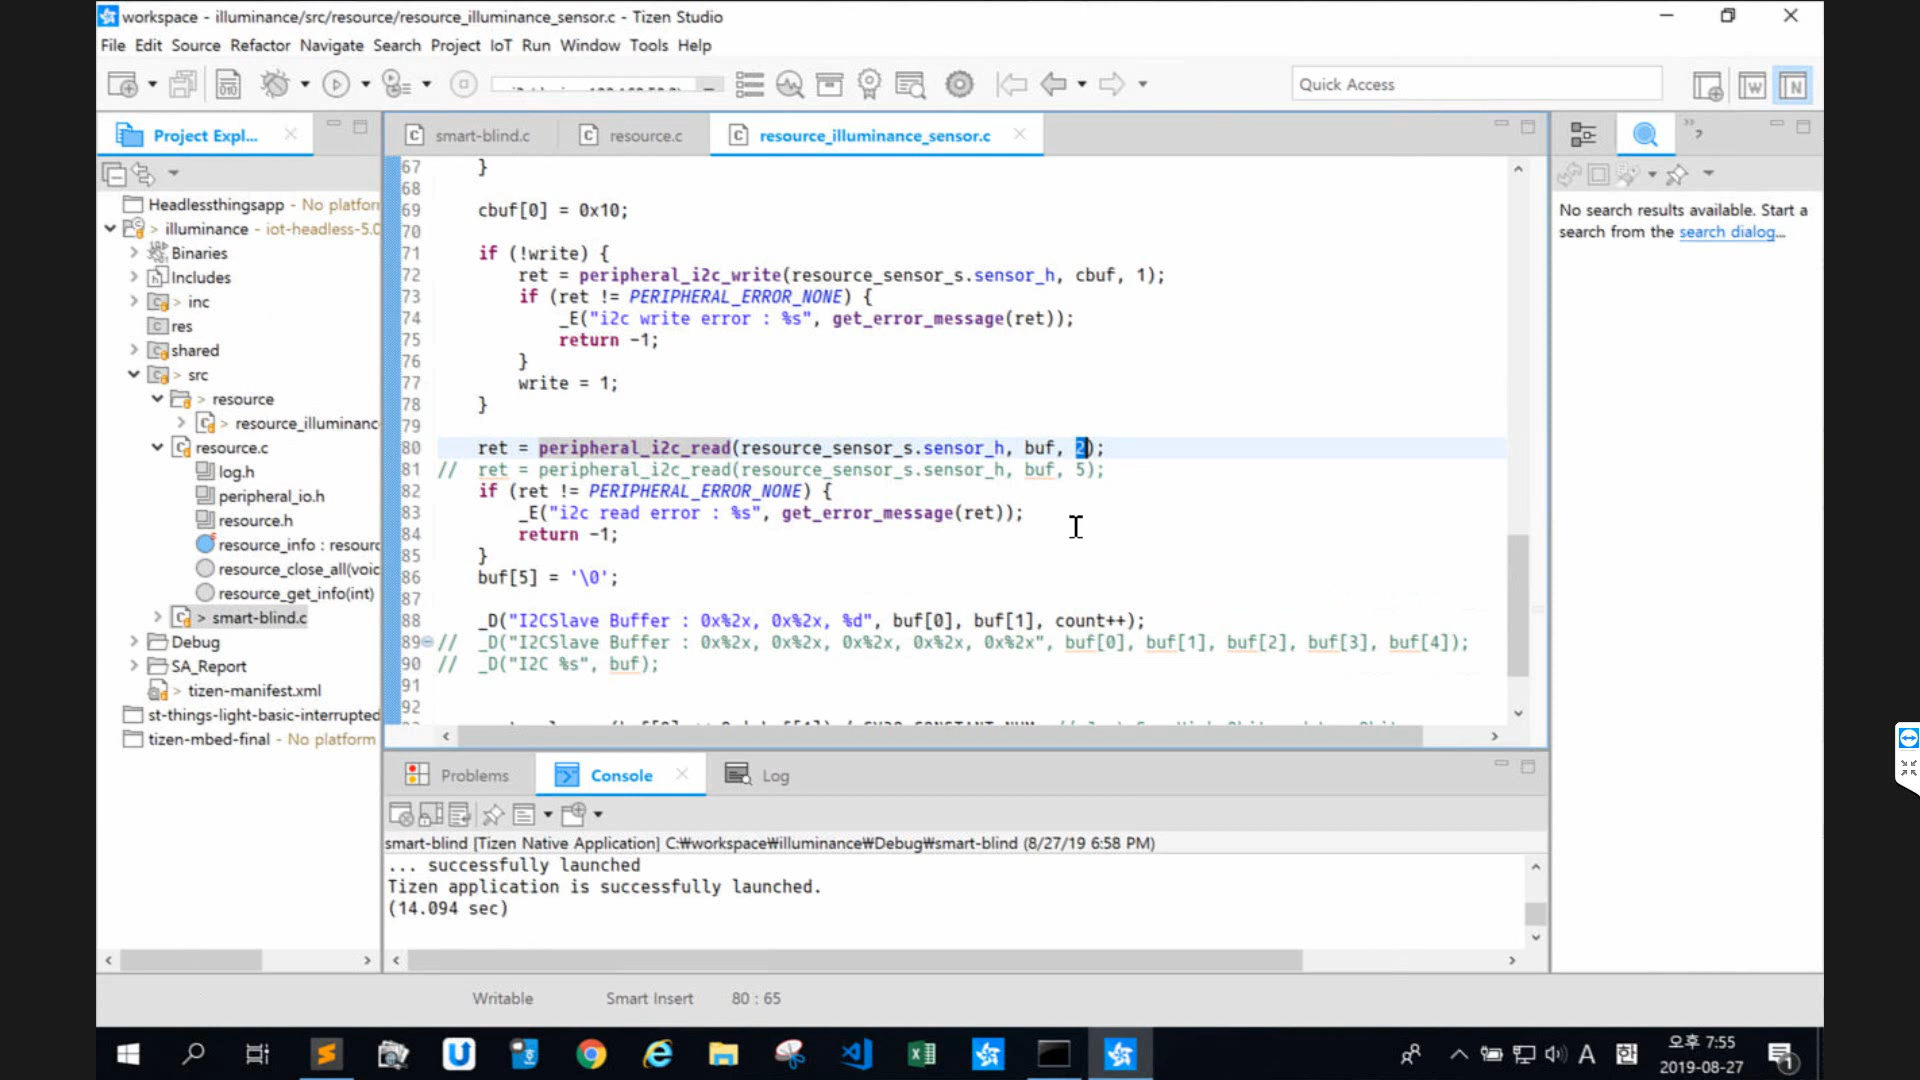 workspace - illuminance/src/resource/resource_illuminance_sensor.c - Tizen Studio
File Edit Source Refactor Navigate Search Project IoT Run Window Tools Help
Quick Access
Project Expl...
smart-blind.c
resource.c
resource_illuminance_sensor.c
Headlessthingsapp - No platfor
> illuminance - iot-headless-5.0
Binaries
Includes
> inc
res
shared
> src
> resource
> resource_illuminanc
resource.c
log.h
peripheral_io.h
resource.h
resource_info : resourc
resource_close_all(voic
resource_get_info(int)
> smart-blind.c
Debug
SA_Report
> tizen-manifest.xml
st-things-light-basic-interrupted
tizen-mbed-final - No platform
67 }
68
69 cbuf[0] = 0x10;
70
71 if (!write) {
72 ret = peripheral_i2c_write(resource_sensor_s.sensor_h, cbuf, 1);
73 if (ret != PERIPHERAL_ERROR_NONE) {
74 _E("i2c write error : %s", get_error_message(ret));
75 return -1;
76 }
77 write = 1;
78 }
79
80 ret = peripheral_i2c_read(resource_sensor_s.sensor_h, buf, 2);
81 // ret = peripheral_i2c_read(resource_sensor_s.sensor_h, buf, 5);
82 if (ret != PERIPHERAL_ERROR_NONE) {
83 _E("i2c read error : %s", get_error_message(ret));
84 return -1;
85 }
86 buf[5] = '\0';
87
88 _D("I2CSlave Buffer : 0x%2x, 0x%2x, %d", buf[0], buf[1], count++);
89 // _D("I2CSlave Buffer : 0x%2x, 0x%2x, 0x%2x, 0x%2x, 0x%2x", buf[0], buf[1], buf[2], buf[3], buf[4]);
90 // _D("I2C %s", buf);
91
92
No search results available. Start a
search from the search dialog...
Problems
Console
Log
smart-blind [Tizen Native Application] C:₩workspace₩illuminance₩Debug₩smart-blind (8/27/19 6:58 PM)
... successfully launched
Tizen application is successfully launched.
(14.094 sec)
Writable
Smart Insert
80 : 65
A
한
오후 7:55
2019-08-27
1